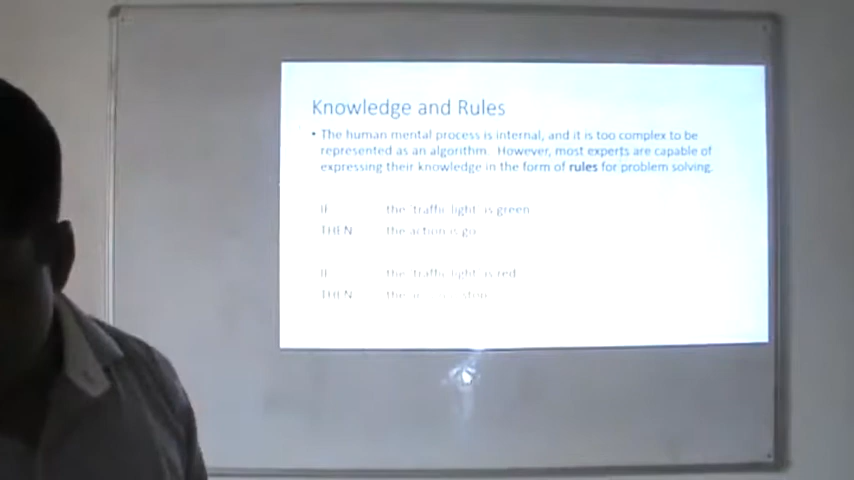 Knowledge and Rules
• The human mental process is internal, and it is too complex to be
represented as an algorithm. However, most experts are capable of
expressing their knowledge in the form of rules for problem solving.
IF the 'traffic light' is green
THEN the action is go
IF the 'traffic light' is red
THEN the stop